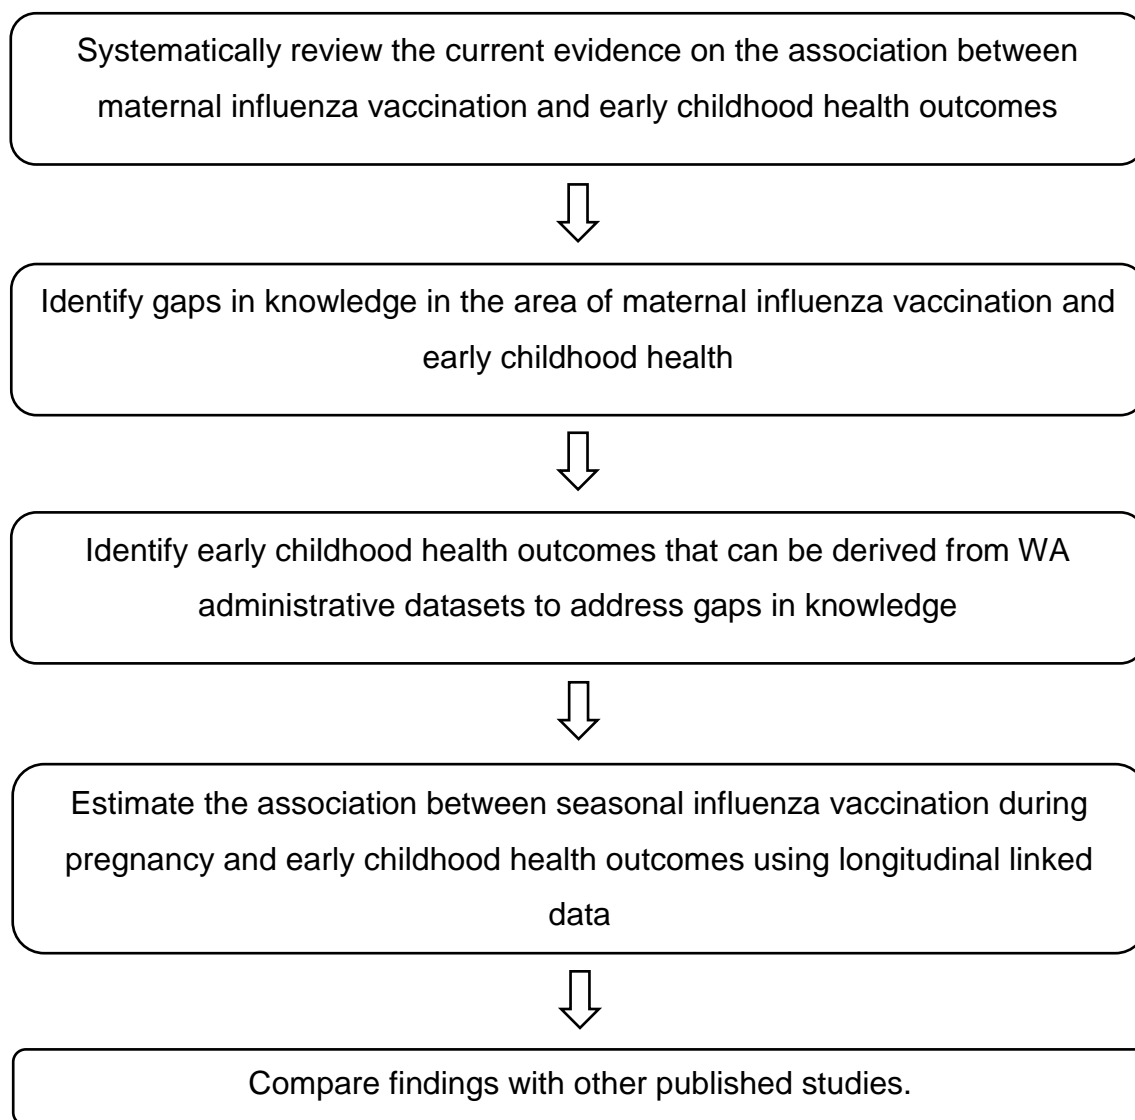 Systematically review the current evidence on the association between
maternal influenza vaccination and early childhood health outcomes
Identify gaps in knowledge in the area of maternal influenza vaccination and
early childhood health
Identify early childhood health outcomes that can be derived from WA
administrative datasets to address gaps in knowledge
Estimate the association between seasonal influenza vaccination during
pregnancy and early childhood health outcomes using longitudinal linked
data
Compare findings with other published studies.